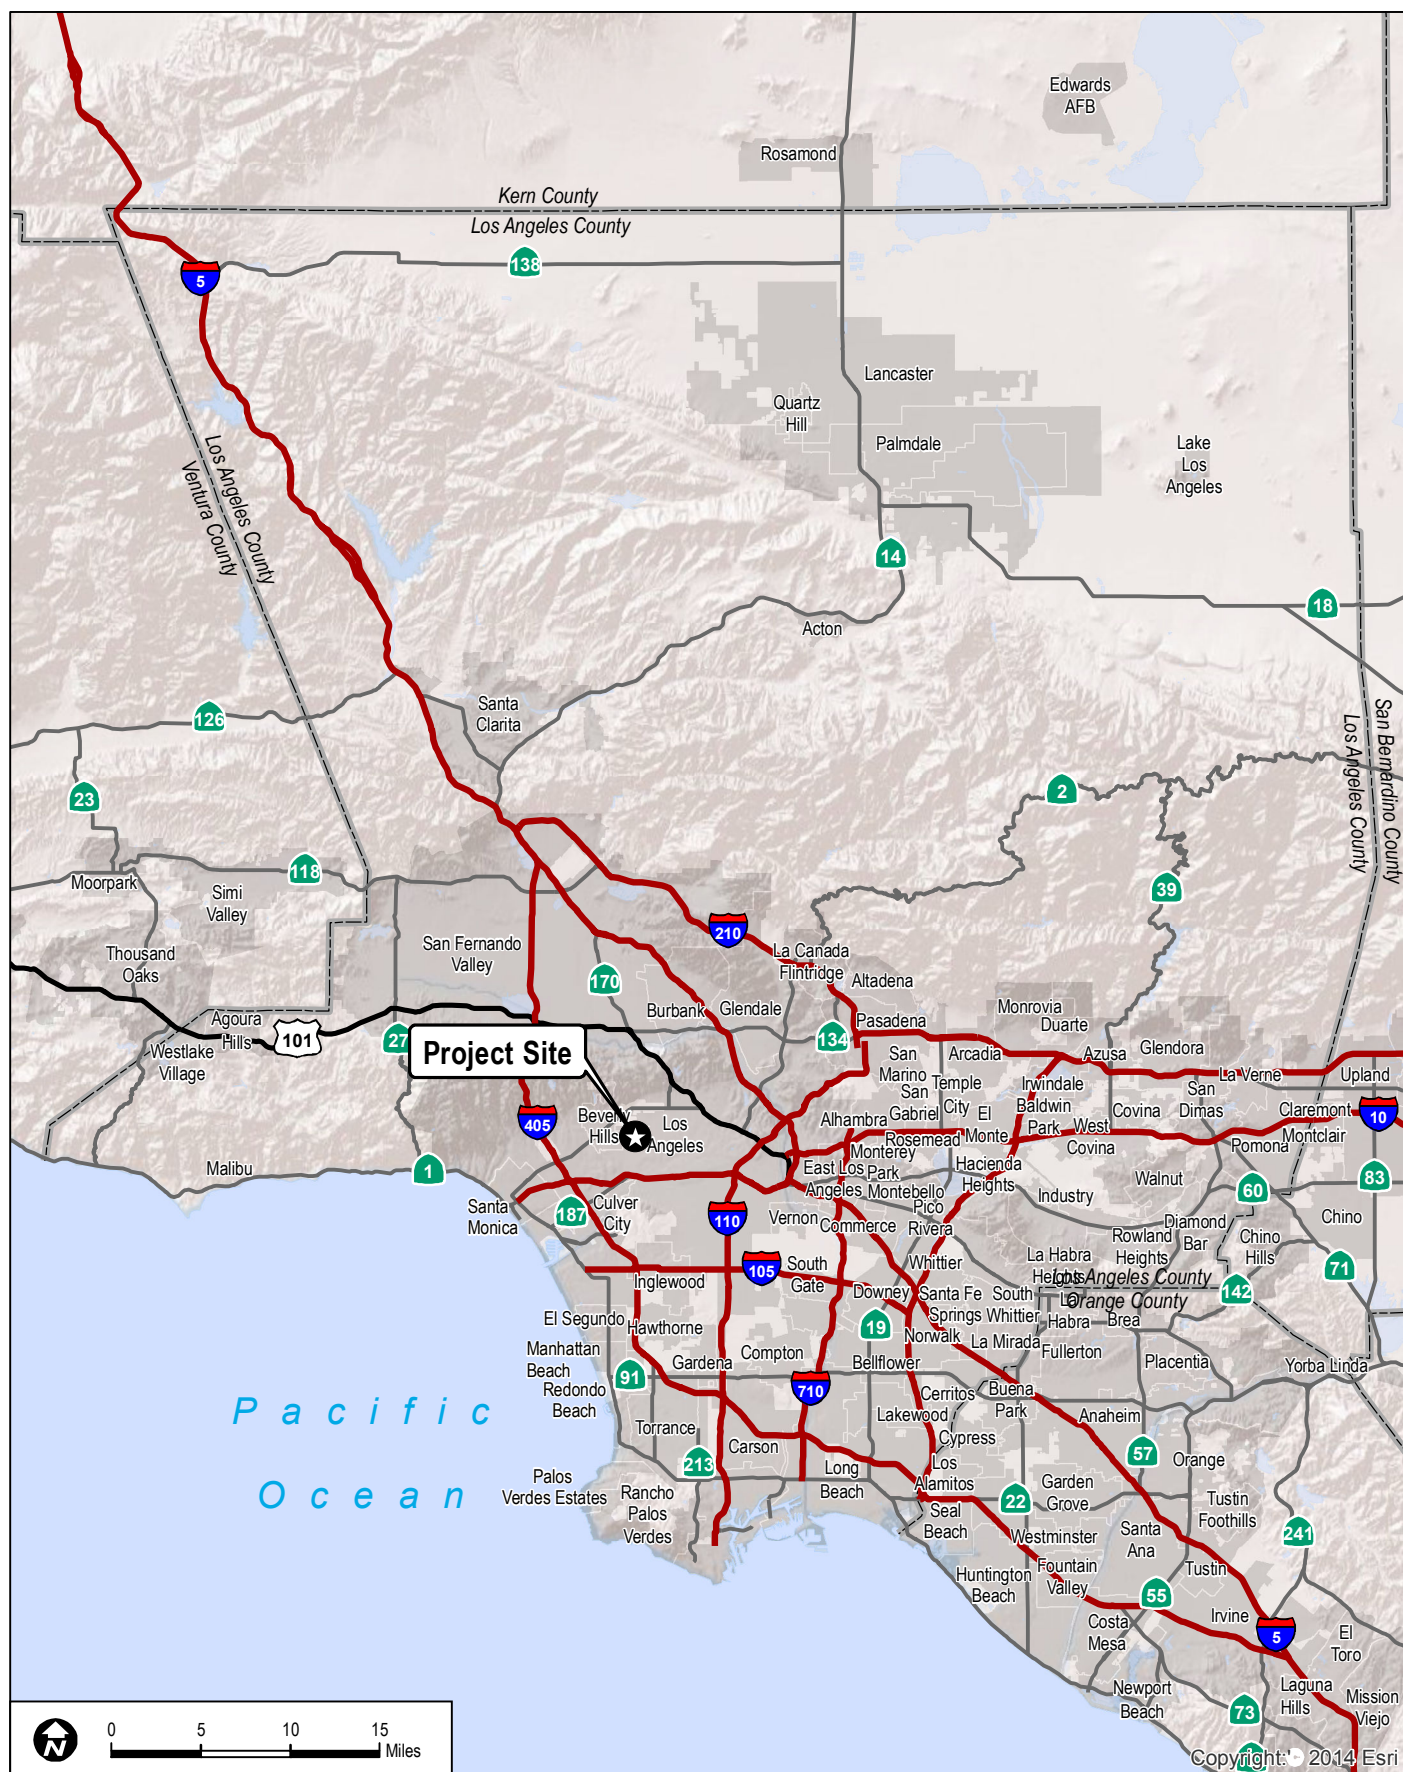 Edwards
AFB
Rosamond
Kern County
Los Angeles County
138
5
Lancaster
Quartz
Hill
Palmdale
Lake
Los
Angeles
Los Angeles County
Ventura County
14
18
Acton
Santa
Clarita
126
San Bernardino County
Los Angeles County
23
2
118
Moorpark
Simi
Valley
39
210
San Fernando
Valley
Thousand
Oaks
La Canada
Flintridge
170
Altadena
Burbank
Glendale
Monrovia
Duarte
Agoura
Hills
101
27
134
Pasadena
Project Site
Westlake
Village
San
Marino
Arcadia
Azusa
Glendora
La Verne
Upland
Temple
City
Irwindale
San
Gabriel
San
Dimas
Baldwin
Park
405
Beverly
Hills
Los
Angeles
Alhambra
El
Monte
Covina
Claremont
10
Rosemead
West
Covina
Pomona
Montclair
Monterey
Park
Malibu
1
East Los
Angeles
Hacienda
Heights
Walnut
83
Santa
Monica
187
Culver
City
Montebello
Industry
60
110
Vernon
Commerce
Pico
Rivera
Diamond
Bar
Chino
Rowland
Heights
Chino
Hills
South
Gate
105
Whittier
La Habra
Heights
71
Inglewood
Los Angeles County
Orange County
142
Downey
Santa Fe
Springs
South
Whittier
La
Habra
Brea
El Segundo
Hawthorne
19
Norwalk
La Mirada
Fullerton
Manhattan
Beach
Compton
Gardena
Bellflower
Placentia
Yorba Linda
91
710
Redondo
Beach
Cerritos
Buena
Park
Pacific
Ocean
Lakewood
Anaheim
Torrance
Carson
Cypress
57
213
Long
Beach
Los
Alamitos
Orange
Palos
Verdes Estates
Rancho
Palos
Verdes
Garden
Grove
22
Seal
Beach
Tustin
Foothills
241
Westminster
Santa
Ana
Fountain
Valley
Tustin
Huntington
Beach
55
Costa
Mesa
Irvine
5
El
Toro
Newport
Beach
Laguna
Hills
Mission
Viejo
73
N
0 5 10 15
Miles
Copyright:© 2014 Esri